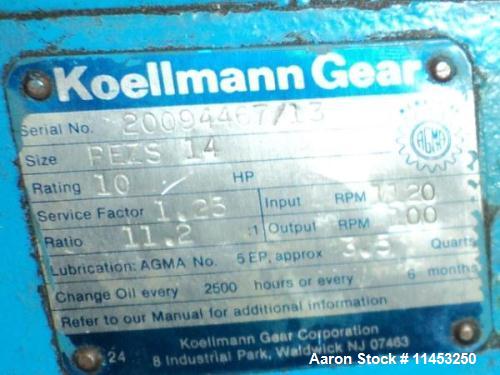 Koellmann Gear
Serial No. 20094467/13
Size PEZS 14
AGMA
Rating 10 HP
Service Factor 1.25
Input RPM 1120
Ratio 11.2 :1
Output RPM 100
Lubrication: AGMA No. 5 EP, approx 3.5 Quarts
Change Oil every 2500 hours or every 6 months
Refer to our Manual for additional information
Koellmann Gear Corporation
8 Industrial Park, Waldwick NJ 07463
24
Aaron Stock # 11453250